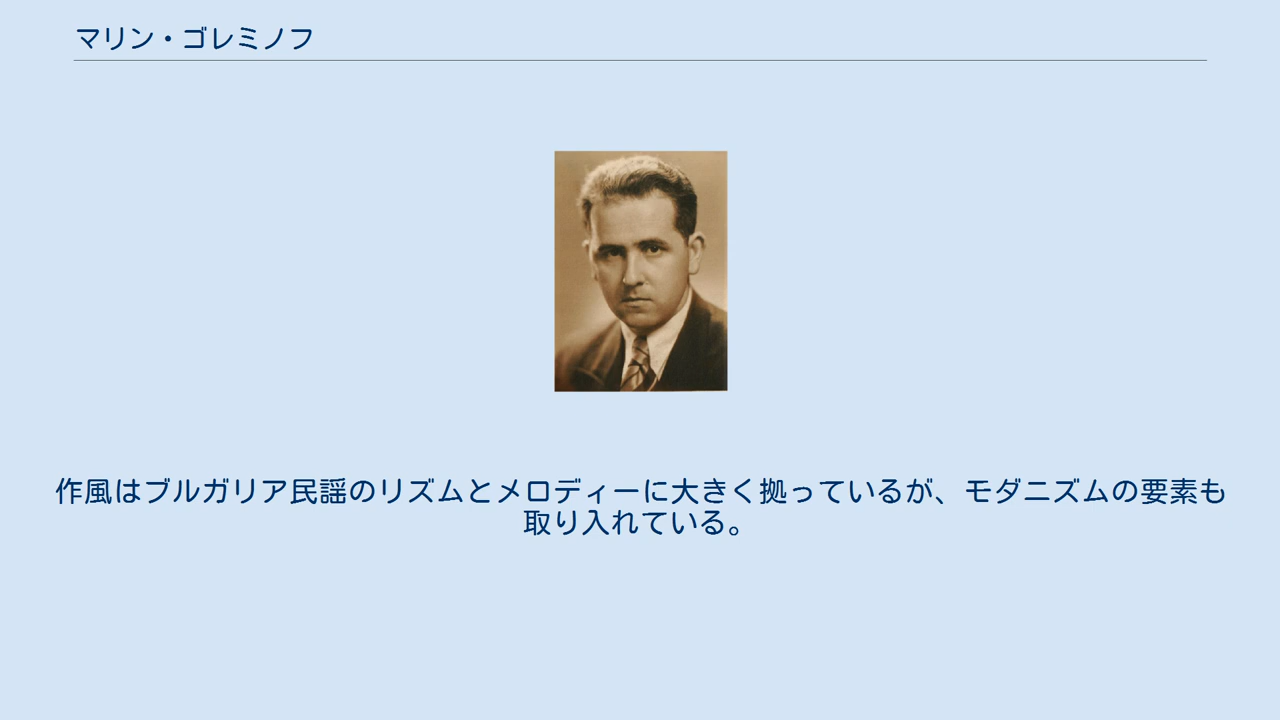 マリン・ゴレミノフ
作風はブルガリア民謡のリズムとメロディーに大きく拠っているが、モダニズムの要素も
取り入れている。